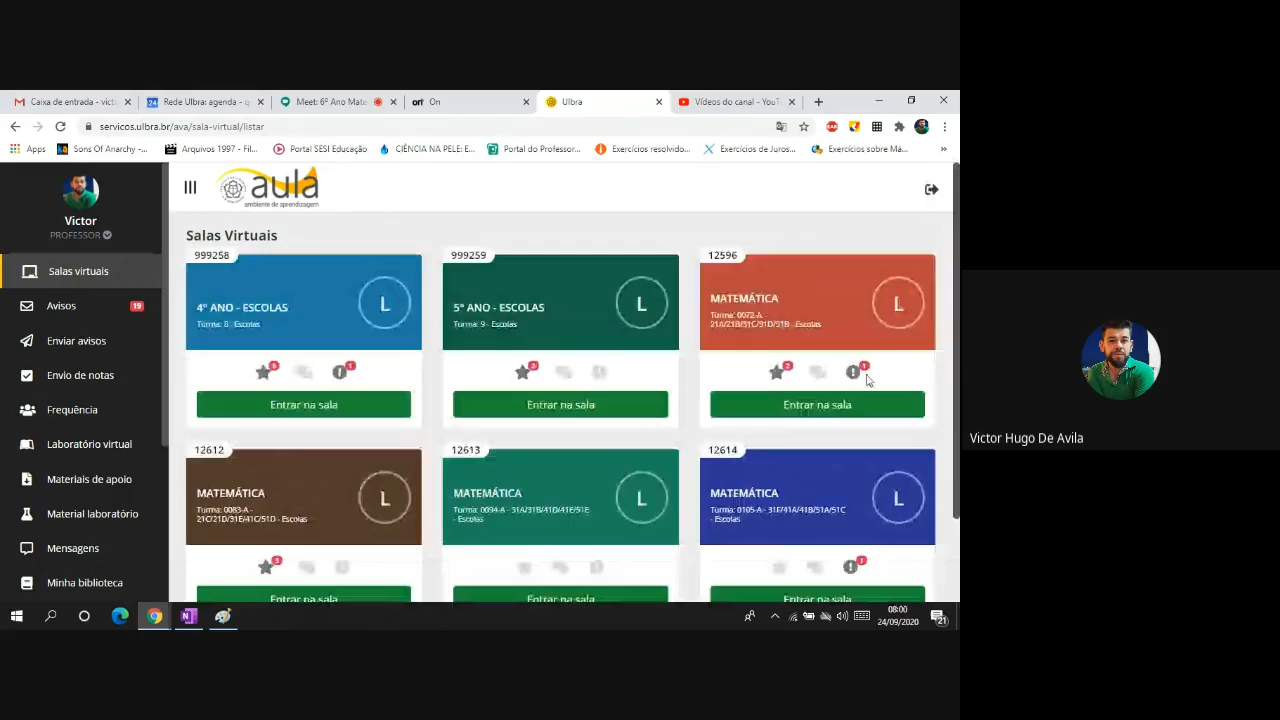 Caixa de entrada - vict
Rede Ulbra: agenda - q
Meet: 6º Ano Mate
On
Ulbra
Vídeos do canal - YouT
servicos.ulbra.br/ava/sala-virtual/listar
Apps
Sons Of Anarchy -...
Arquivos 1997 - Fil...
Portal SESI Educação
CIÊNCIA NA PELE: E...
Portal do Professor...
Exercícios resolvido...
Exercícios de Juros...
Exercícios sobre Má...
»
aula
ambiente de aprendizagem
Victor
PROFESSOR
Salas virtuais
Avisos 19
Enviar avisos
Envio de notas
Frequência
Laboratório virtual
Materiais de apoio
Material laboratório
Mensagens
Minha biblioteca
Salas Virtuais
999258
4º ANO - ESCOLAS
Turma: 8 - Escolas
L
5
1
Entrar na sala
999259
5º ANO - ESCOLAS
Turma: 9 - Escolas
L
Entrar na sala
12596
MATEMÁTICA
Turma: 0072-A -
21A/21B/31C/31D/51B - Escolas
L
2
1
Entrar na sala
12612
MATEMÁTICA
Turma: 0083-A -
21C/21D/31E/41C/51D - Escolas
L
3
Entrar na sala
12613
MATEMÁTICA
Turma: 0094-A - 31A/31B/41D/41E/51E
- Escolas
L
Entrar na sala
12614
MATEMÁTICA
Turma: 0105-A - 31F/41A/41B/51A/51C
- Escolas
L
1
Entrar na sala
08:00
24/09/2020
21
Victor Hugo De Avila